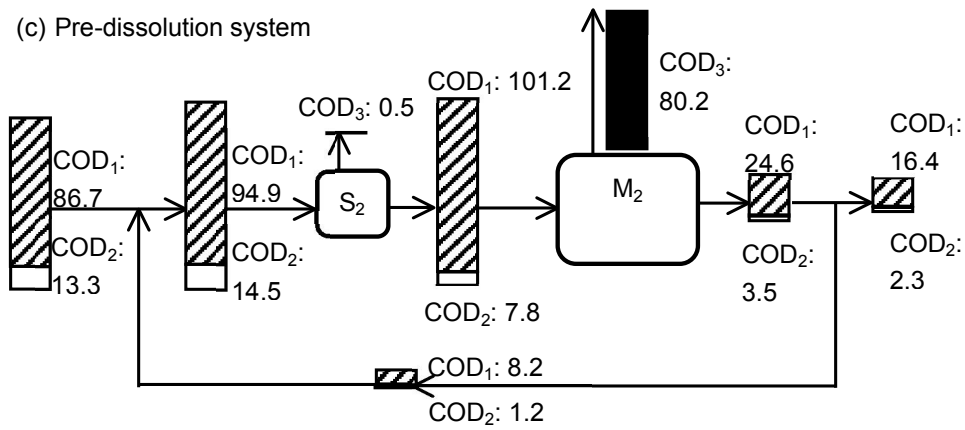 (c) Pre-dissolution system
COD₁:
86.7
COD₂:
13.3
COD₁:
94.9
COD₂:
14.5
COD₃: 0.5
S₂
COD₁: 101.2
COD₂: 7.8
M₂
COD₃:
80.2
COD₁:
24.6
COD₂:
3.5
COD₁:
16.4
COD₂:
2.3
COD₁: 8.2
COD₂: 1.2